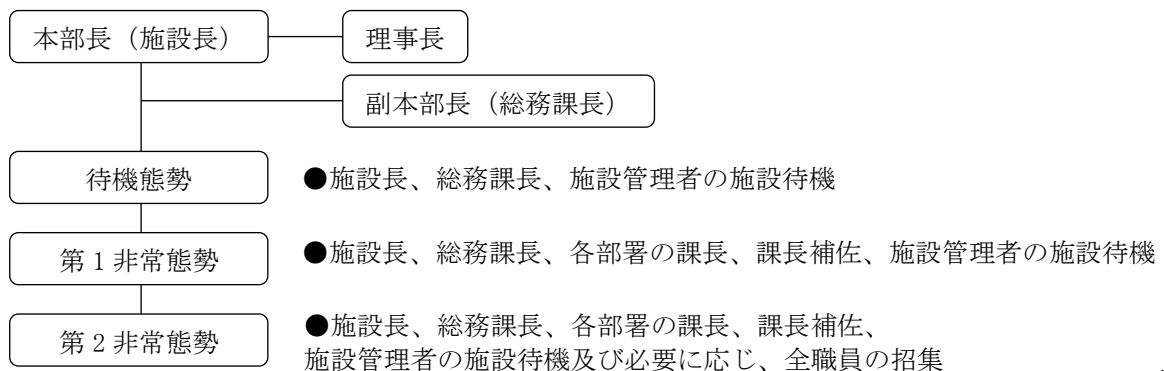 本部長（施設長）
理事長
副本部長（総務課長）
待機態勢
●施設長、総務課長、施設管理者の施設待機
第１非常態勢
●施設長、総務課長、各部署の課長、課長補佐、施設管理者の施設待機
第２非常態勢
●施設長、総務課長、各部署の課長、課長補佐、
施設管理者の施設待機及び必要に応じ、全職員の招集